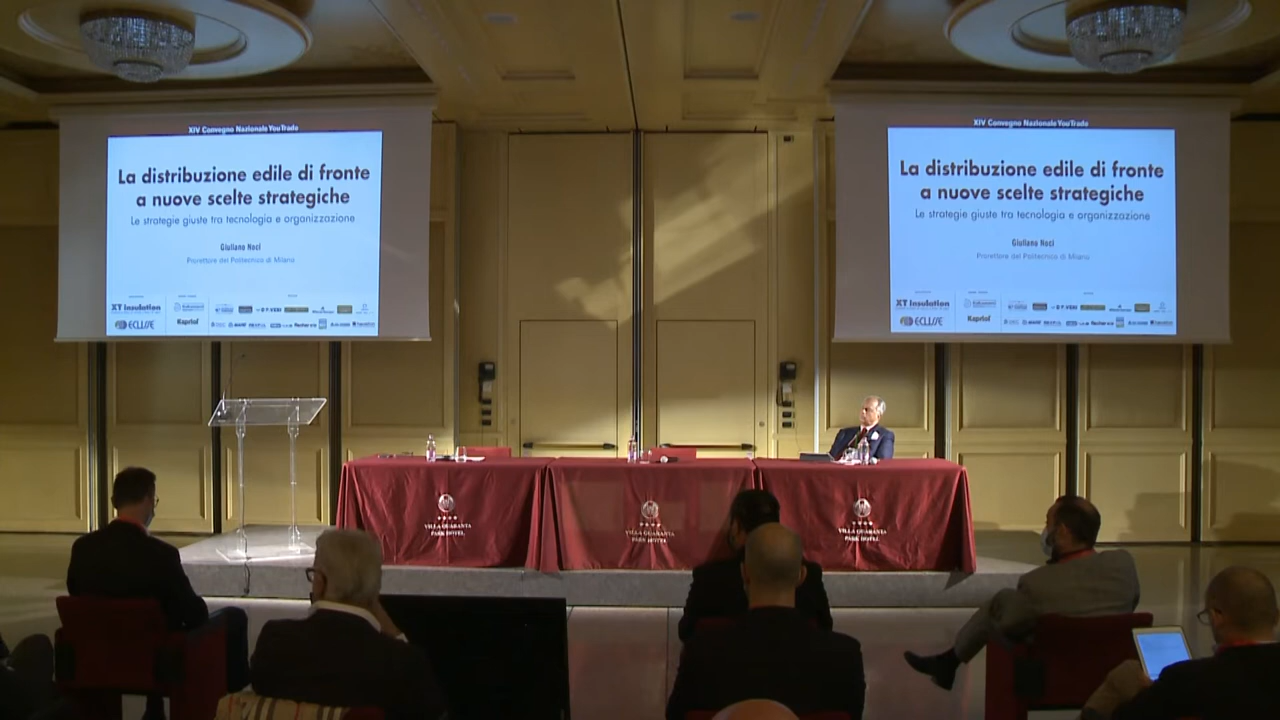 XIV Convegno Nazionale YouTrade
La distribuzione edile di fronte
a nuove scelte strategiche
Le strategie giuste tra tecnologia e organizzazione
Giuliano Noci
Prorettore del Politecnico di Milano
XT Insulation
ECLISSE
Kapriol
XIV Convegno Nazionale YouTrade
La distribuzione edile di fronte
a nuove scelte strategiche
Le strategie giuste tra tecnologia e organizzazione
Giuliano Noci
Prorettore del Politecnico di Milano
XT Insulation
ECLISSE
Kapriol
VILLA QUARANTA
PARK HOTEL
VILLA QUARANTA
PARK HOTEL
VILLA QUARANTA
PARK HOTEL